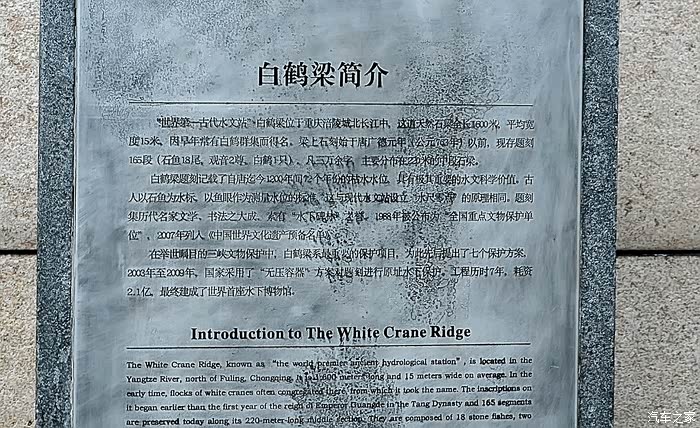 白鹤梁简介
“世界第一古代水文站”白鹤梁位于重庆涪陵城北长江中，这道天然石梁全长1600米，平均宽
度15米，因早年常有白鹤群集而得名。梁上石刻始于唐广德元年（公元763年）以前，现存题刻
165段（石鱼18尾、观音2尊、白鹤1只），凡三万余字，主要分布在220米的中段石梁。
白鹤梁题刻记载了自唐迄今1200年间72个年份的枯水水位，具有极其重要的水文科学价值，古
人以石鱼为水标，以鱼眼作为测量水位的标准，这与现代水文站设立“水尺零点”的原理相同。题刻
集历代名家文学、书法之大成，素有“水下碑林”之誉。1988年被公布为“全国重点文物保护单
位”，2007年列入《中国世界文化遗产预备名单》
在举世瞩目的三峡文物保护中，白鹤梁系最重要的保护项目，为此先后提出了七个保护方案.
2003年至2009年，国家采用了“无压容器”方案对题刻进行原址水下保护，工程历时7年，耗资
2.1亿，最终建成了世界首座水下博物馆。
Introduction to The White Crane Ridge
The White Crane Ridge, known as “the world premier ancient hydrological station”, is located in the
Yangtze River, north of Fuling, Chongqing, is 1,600 meters long and 15 meters wide on average. In the
early time, flocks of white cranes often congregated there, from which it took the name. The inscriptions on
it began earlier than the first year of the reign of Emperor Guangde in the Tang Dynasty and 165 segments
are preserved today along its 220-meter-long middle section. They are composed of 18 stone fishes, two
汽车之家